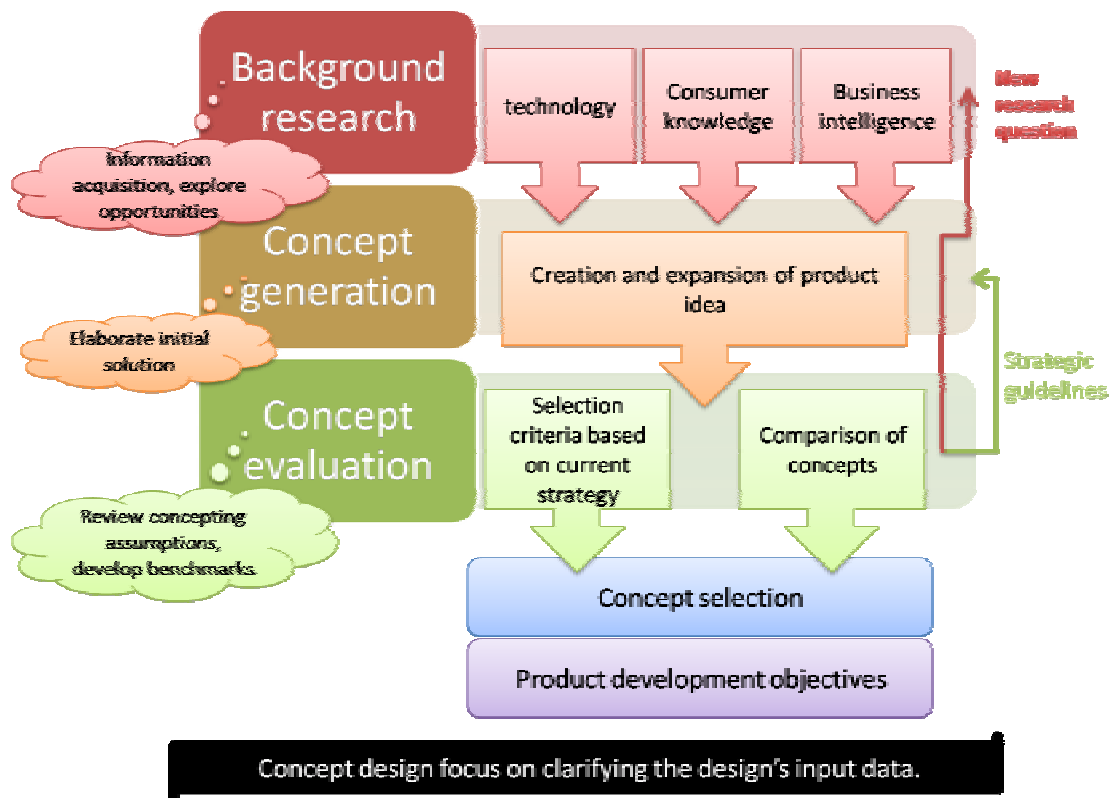 Background
research
technology
Consumer
knowledge
Business
intelligence
New
research
question
Information
acquisition, explore
opportunities
Concept
generation
Creation and expansion of product
idea
Elaborate initial
solution
Strategic
guidelines
Concept
evaluation
Selection
criteria based
on current
strategy
Comparison of
concepts
Review concepting
assumptions,
develop benchmarks.
Concept selection
Product development objectives
Concept design focus on clarifying the design's input data.